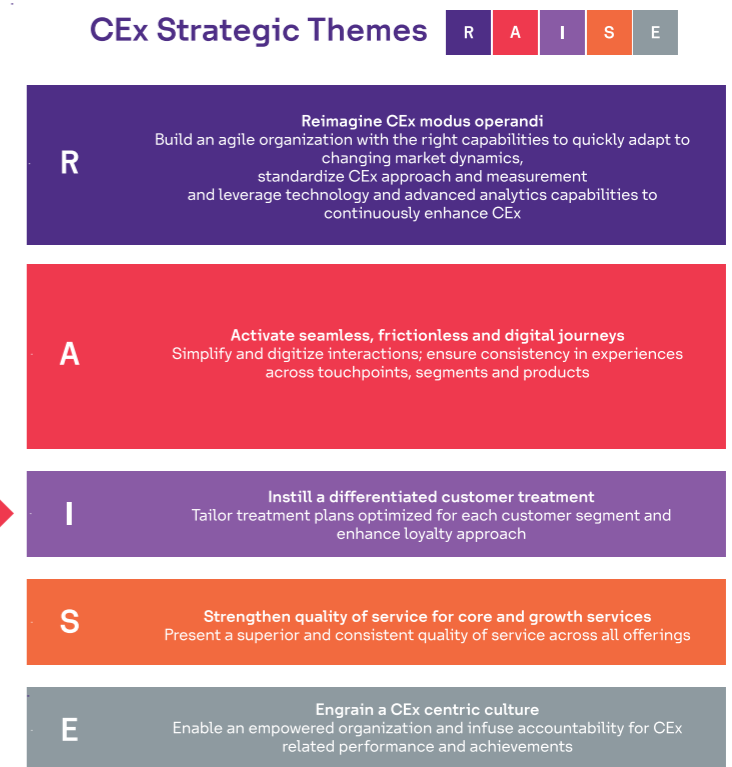 CEx Strategic Themes R A I S E
R
Reimagine CEx modus operandi
Build an agile organization with the right capabilities to quickly adapt to
changing market dynamics,
standardize CEx approach and measurement
and leverage technology and advanced analytics capabilities to
continuously enhance CEx
A
Activate seamless, frictionless and digital journeys
Simplify and digitize interactions; ensure consistency in experiences
across touchpoints, segments and products
I
Instill a differentiated customer treatment
Tailor treatment plans optimized for each customer segment and
enhance loyalty approach
S
Strengthen quality of service for core and growth services
Present a superior and consistent quality of service across all offerings
E
Engrain a CEx centric culture
Enable an empowered organization and infuse accountability for CEx
related performance and achievements